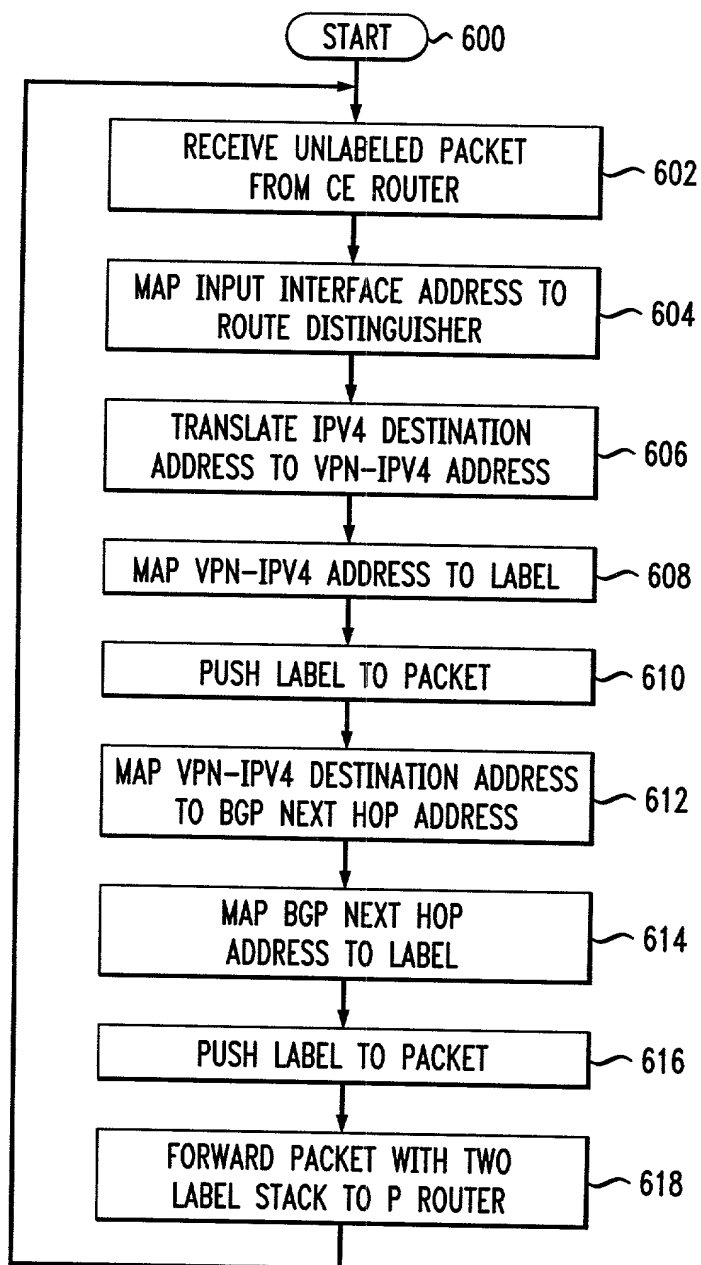 START 600
RECEIVE UNLABELED PACKET
FROM CE ROUTER
602
MAP INPUT INTERFACE ADDRESS TO
ROUTE DISTINGUISHER
604
TRANSLATE IPV4 DESTINATION
ADDRESS TO VPN-IPV4 ADDRESS
606
MAP VPN-IPV4 ADDRESS TO LABEL 608
PUSH LABEL TO PACKET 610
MAP VPN-IPV4 DESTINATION ADDRESS
TO BGP NEXT HOP ADDRESS
612
MAP BGP NEXT HOP
ADDRESS TO LABEL
614
PUSH LABEL TO PACKET 616
FORWARD PACKET WITH TWO
LABEL STACK TO P ROUTER
618